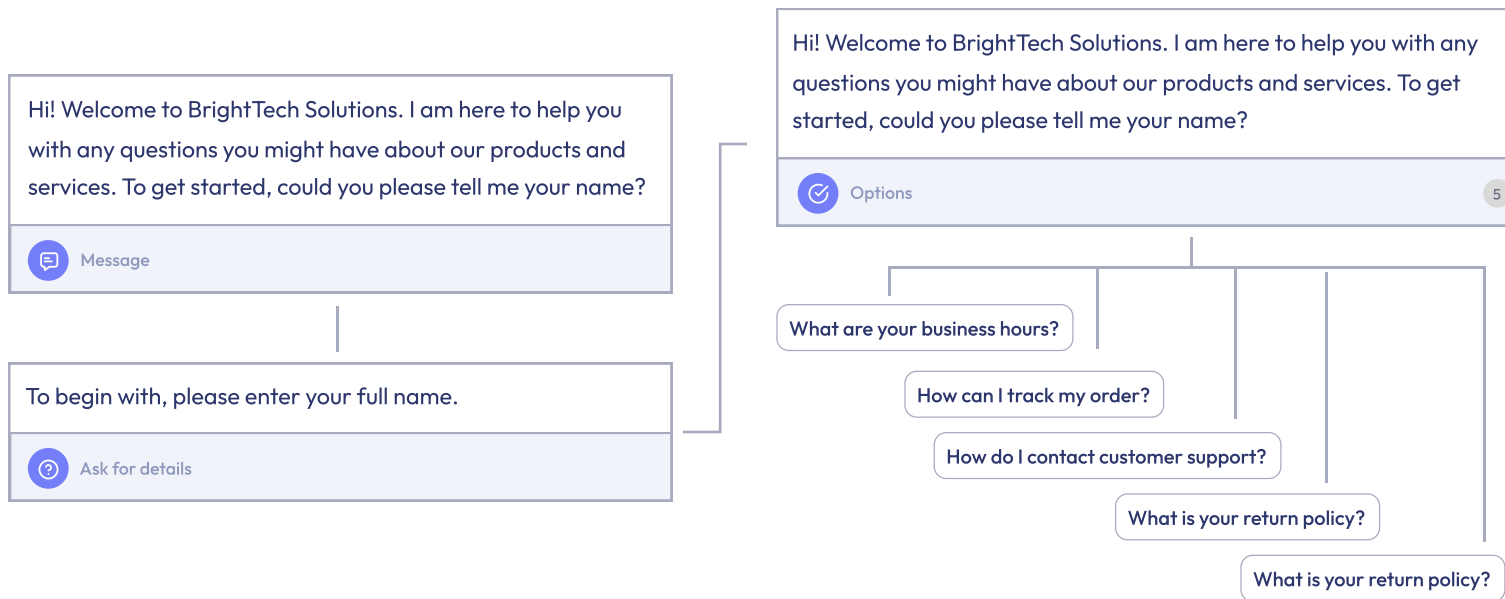 Hi! Welcome to BrightTech Solutions. I am here to help you
with any questions you might have about our products and
services. To get started, could you please tell me your name?
Message
To begin with, please enter your full name.
Ask for details
Hi! Welcome to BrightTech Solutions. I am here to help you with any
questions you might have about our products and services. To get
started, could you please tell me your name?
Options
5
What are your business hours?
How can I track my order?
How do I contact customer support?
What is your return policy?
What is your return policy?